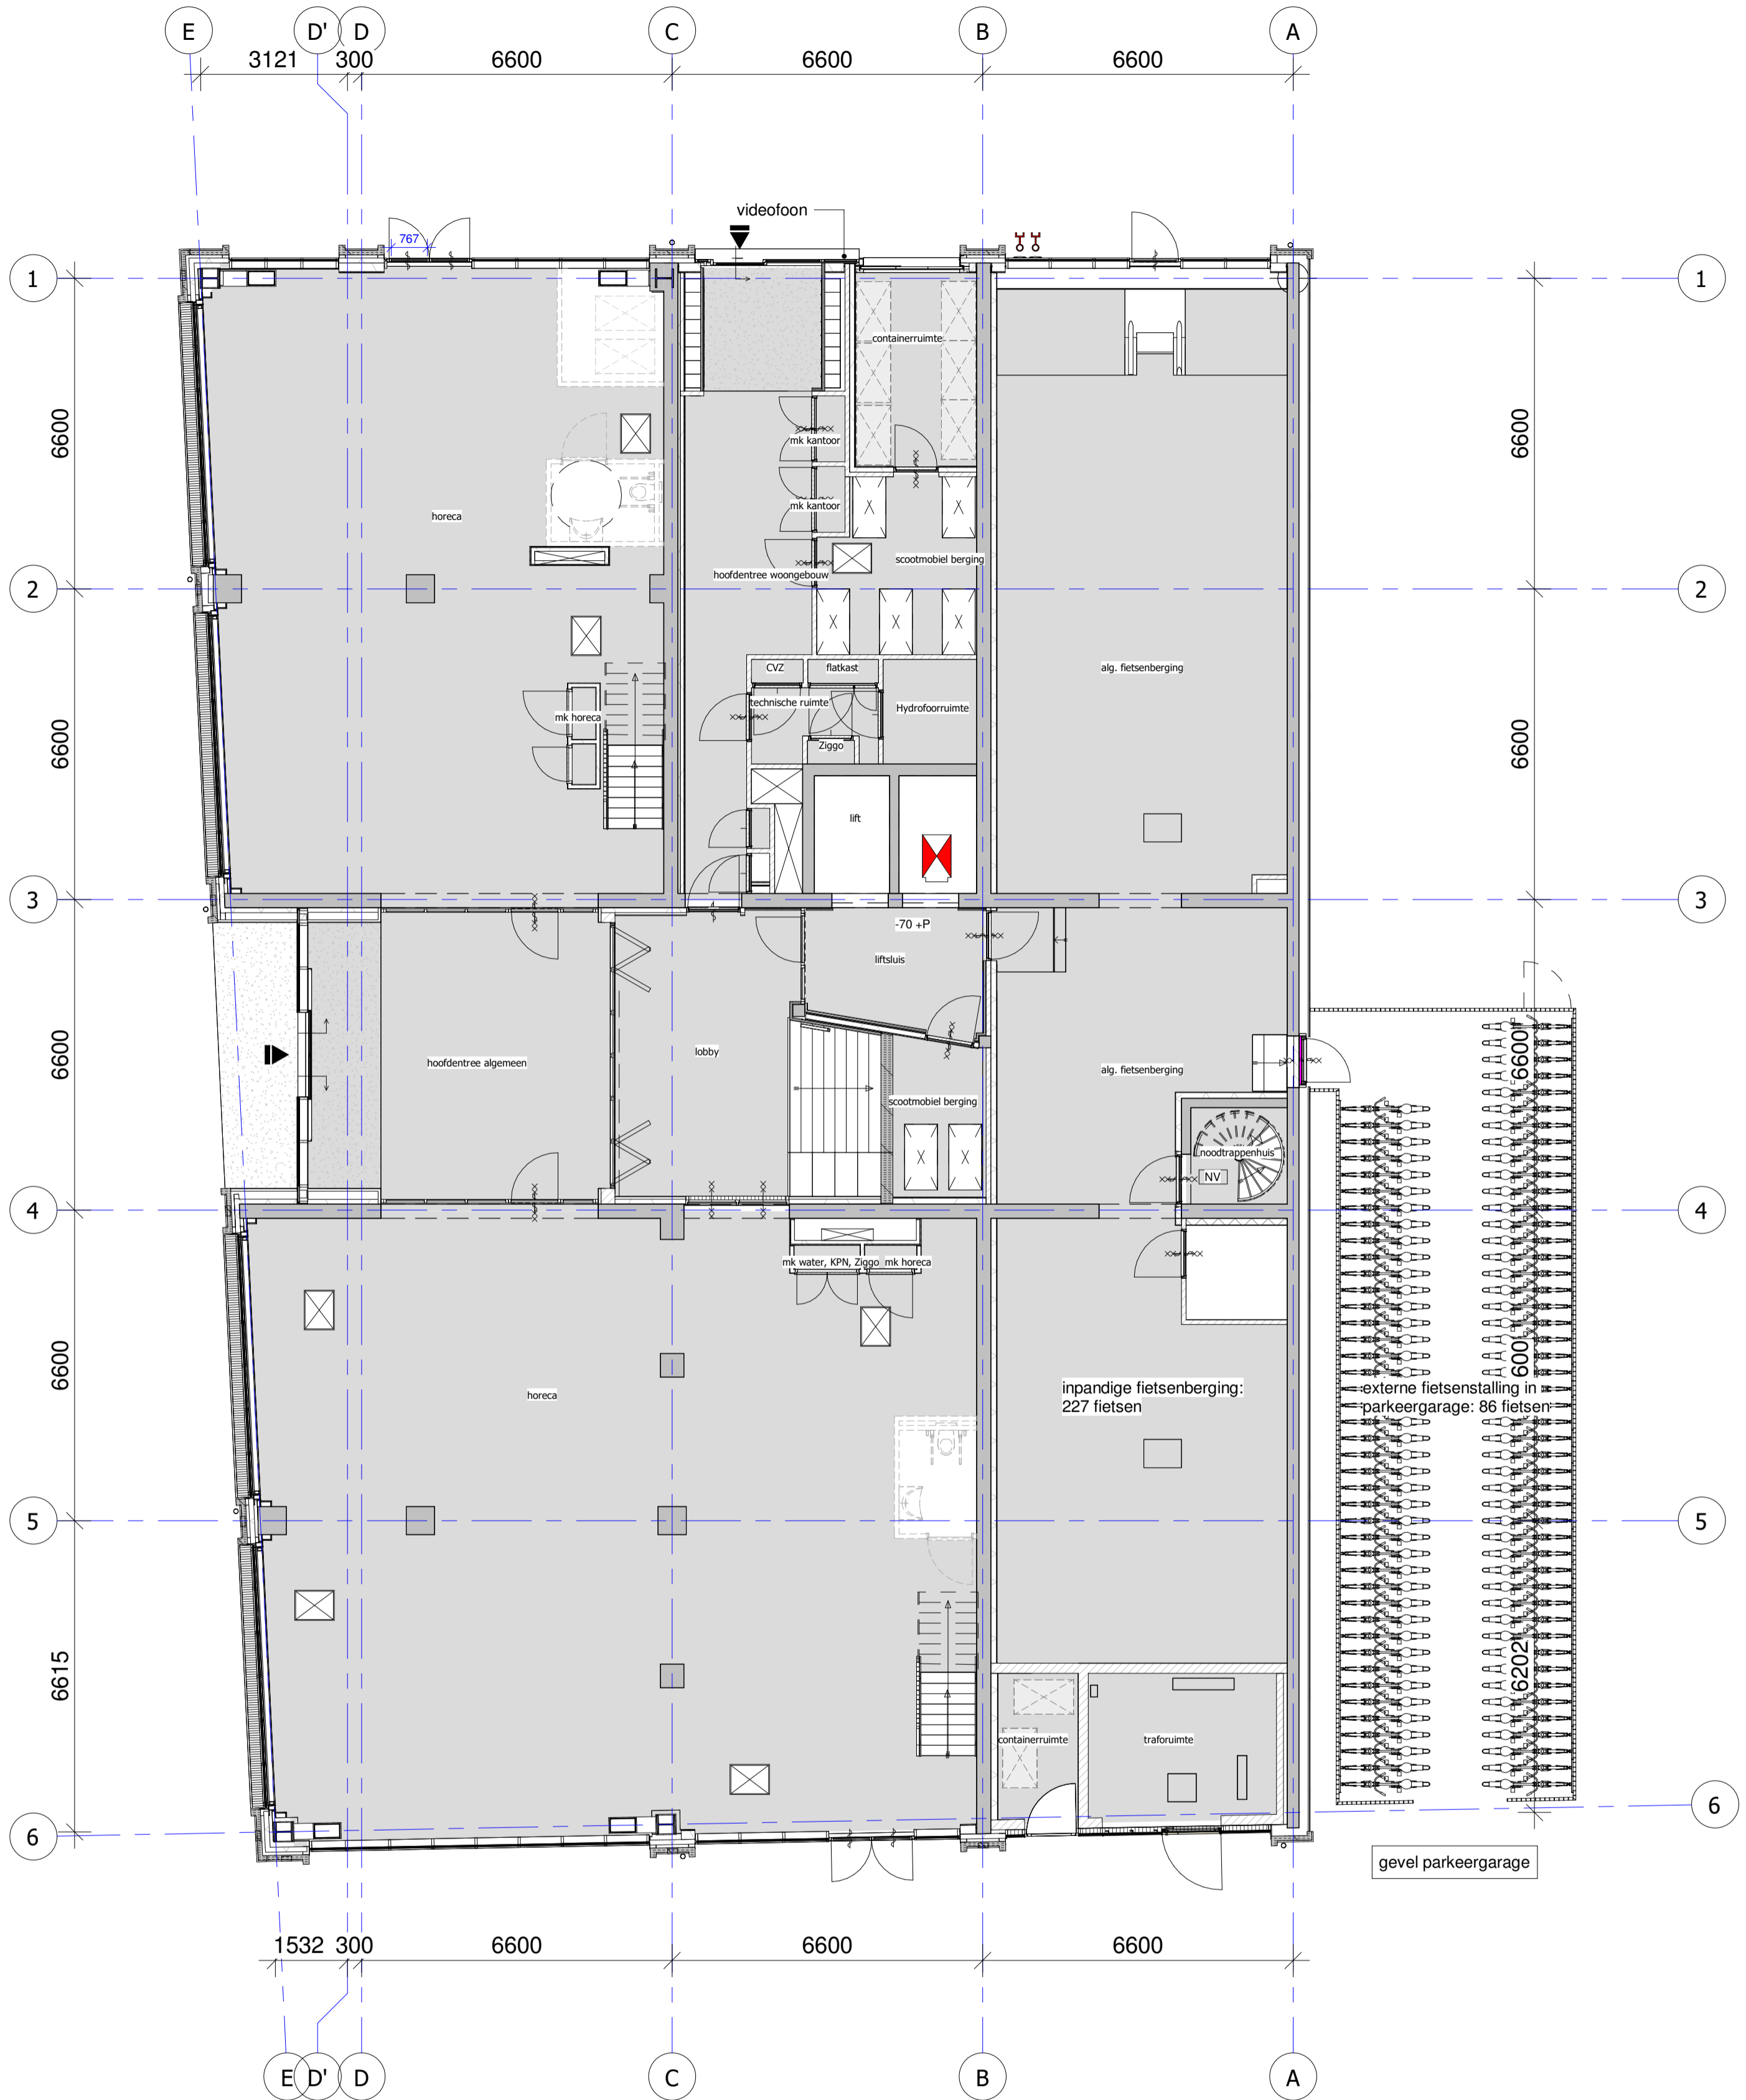 E D' D C B A
3121 300 6600 6600 6600
videofoon
767
1 1
containerruimte
6600 6600
mk kantoor
mk kantoor
horeca
scootmobiel berging
hoofdentree woongebouw
2 2
CVZ flatkast
alg. fietsenberging
technische ruimte
Hydrofoorruimte
mk horeca
6600 6600
Ziggo
lift
3 3
-70 +P
liftsluis
6600 6600
lobby
hoofdentree algemeen
alg. fietsenberging
scootmobiel berging
noodtrappenhuis
NV
4 4
mk water, KPN, Ziggo mk horeca
6600
horeca
inpandige fietsenberging:
227 fietsen
externe fietsenstalling in
parkeergarage: 86 fietsen
5 5
6615 6202
containerruimte traforuimte
6 6
gevel parkeergarage
1532 300 6600 6600 6600
E D' D C B A